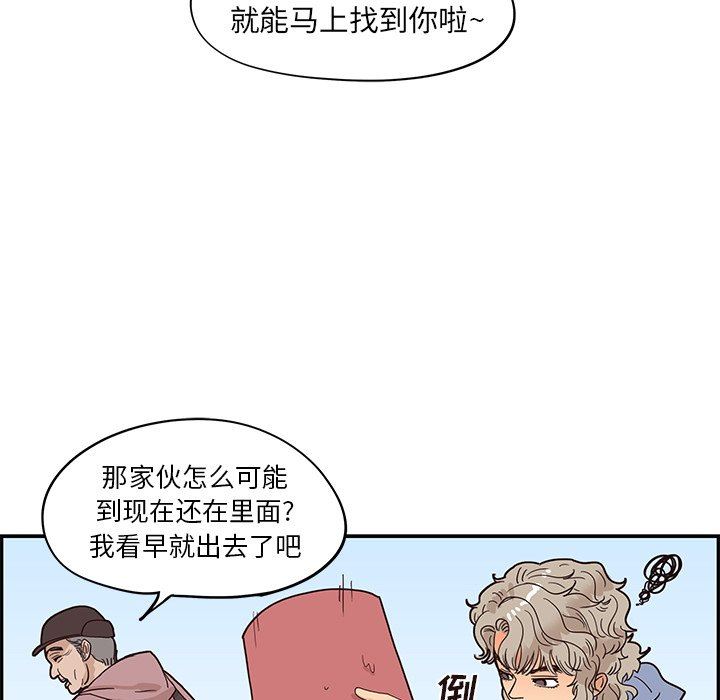 就能马上找到你啦~
那家伙怎么可能
到现在还在里面?
我看早就出去了吧
倒